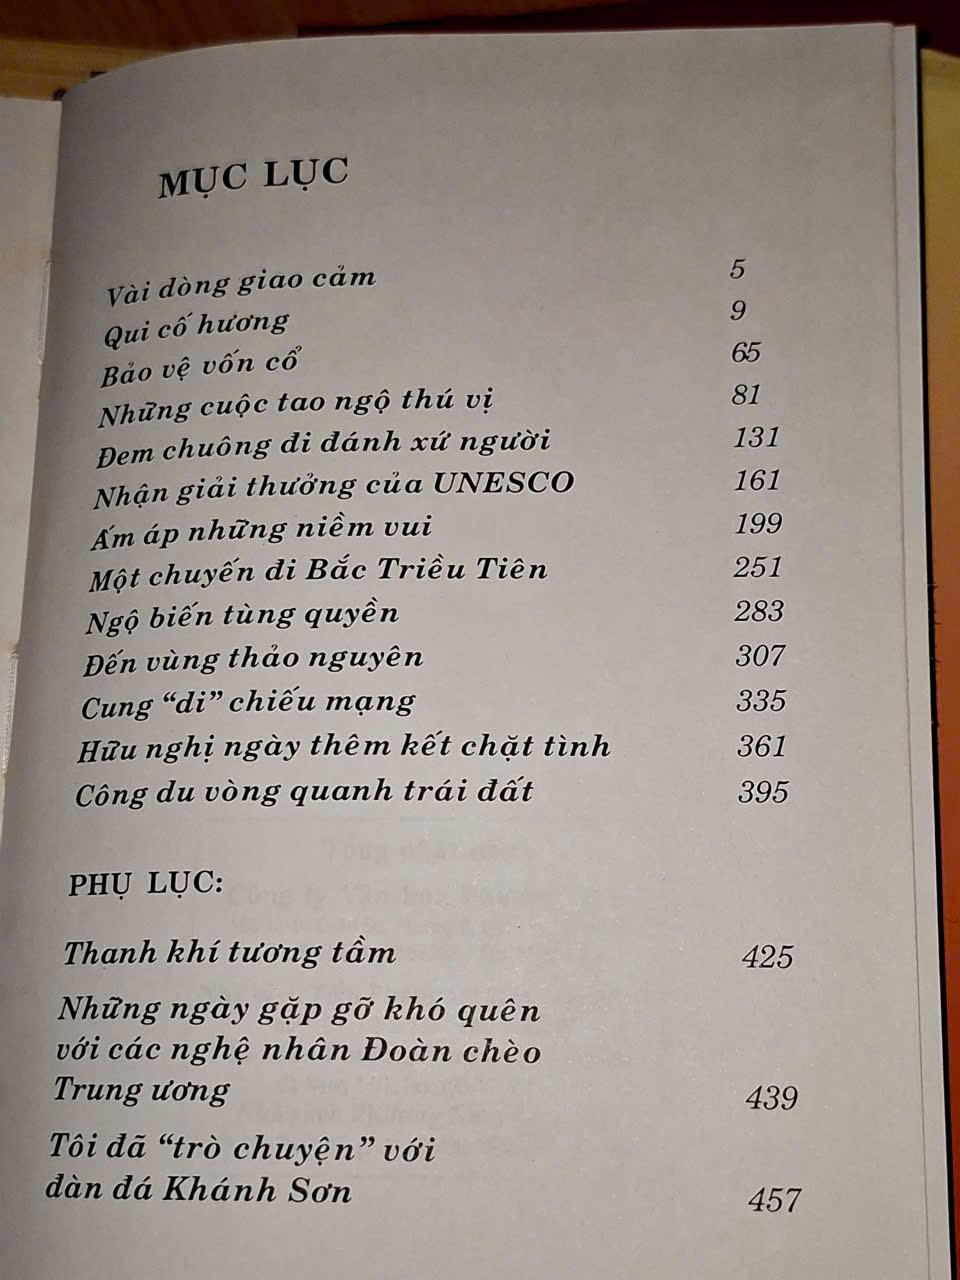 MỤC LỤC
Vài dòng giao cảm 5
Qui cố hương 9
Bảo vệ vốn cổ 65
Những cuộc tao ngộ thú vị 81
Đem chuông đi đánh xứ người 131
Nhận giải thưởng của UNESCO 161
Ấm áp những niềm vui 199
Một chuyến đi Bắc Triều Tiên 251
Ngộ biến tùng quyền 283
Đến vùng thảo nguyên 307
Cung “di” chiếu mạng 335
Hữu nghị ngày thêm kết chặt tình 361
Công du vòng quanh trái đất 395
PHỤ LỤC:
Thanh khí tương tầm 425
Những ngày gặp gỡ khó quên
với các nghệ nhân Đoàn chèo
Trung ương 439
Tôi đã “trò chuyện” với
đàn đá Khánh Sơn 457